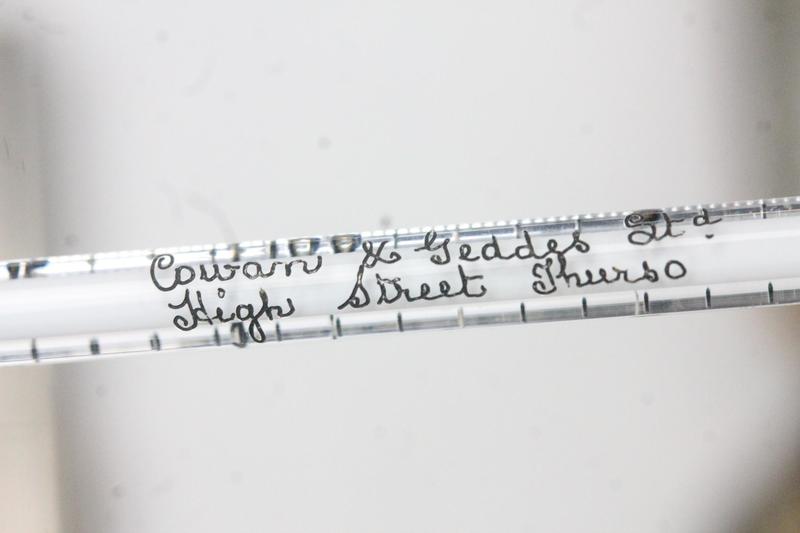 Cowan & Geddes Ltd
High Street Thurso